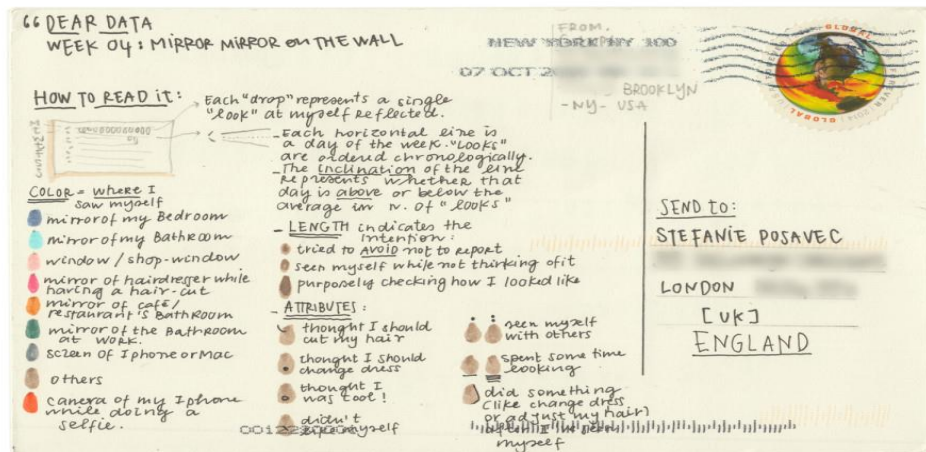 “ DEAR DATA
WEEK 04: MIRROR MIRROR on THE WALL
FROM,
NEW YORK NY 100
07 OCT 2
BROOKLYN
-NY- USA
GLOBAL
FOREVER
GLOBAL
HOW TO READ it:
Each "drop" represents a single
"look" at myself reflected.
- Each horizontal line is
a day of the week. "Looks"
are ordered chronologically.
- The inclination of the line
represents whether that
day is above or below the
average in n. of "looks"
COLOR = where I
saw myself
mirror of my Bedroom
mirror of my Bathroom
window / shop-window
mirror of hairdresser while
having a hair-cut
mirror of café/
restaurant's Bathroom
mirror of the Bathroom
at work.
screen of Iphone or Mac
others
camera of my Iphone
while doing a
selfie.
- LENGTH indicates the
intention:
tried to AVOID not to report
seen myself while not thinking of it
purposely checking how I looked like
- ATTRIBUTES:
thought I should
cut my hair
thought I should
change dress
thought I
was cool!
didn't
myself
seen myself
with others
spent some time
looking
did something
(like change dress
or adjust my hair)
after I've seen
myself
SEND to:
STEFANIE POSAVEC
LONDON
[UK]
ENGLAND